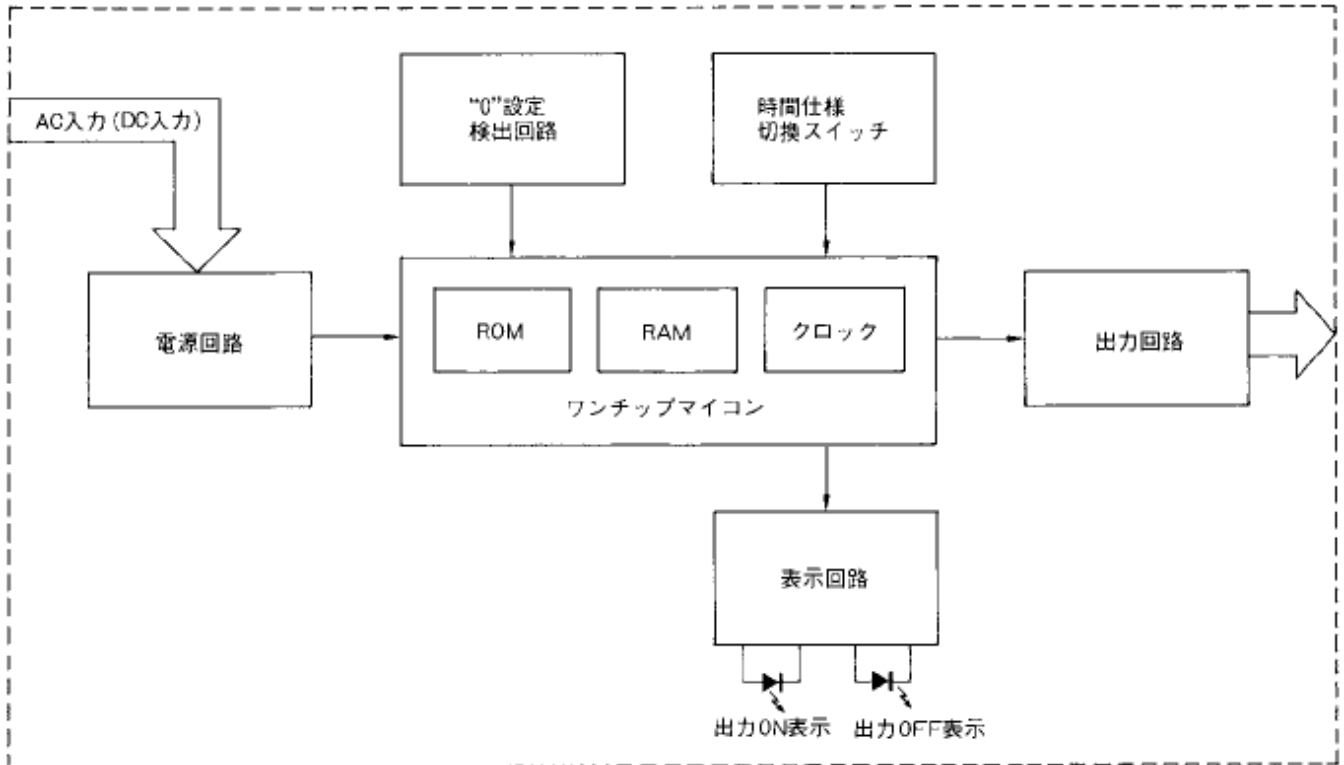 AC入力(DC入力)
“0”設定
検出回路
時間仕様
切換スイッチ
電源回路
ROM
RAM
クロック
ワンチップマイコン
出力回路
表示回路
出力ON表示
出力OFF表示